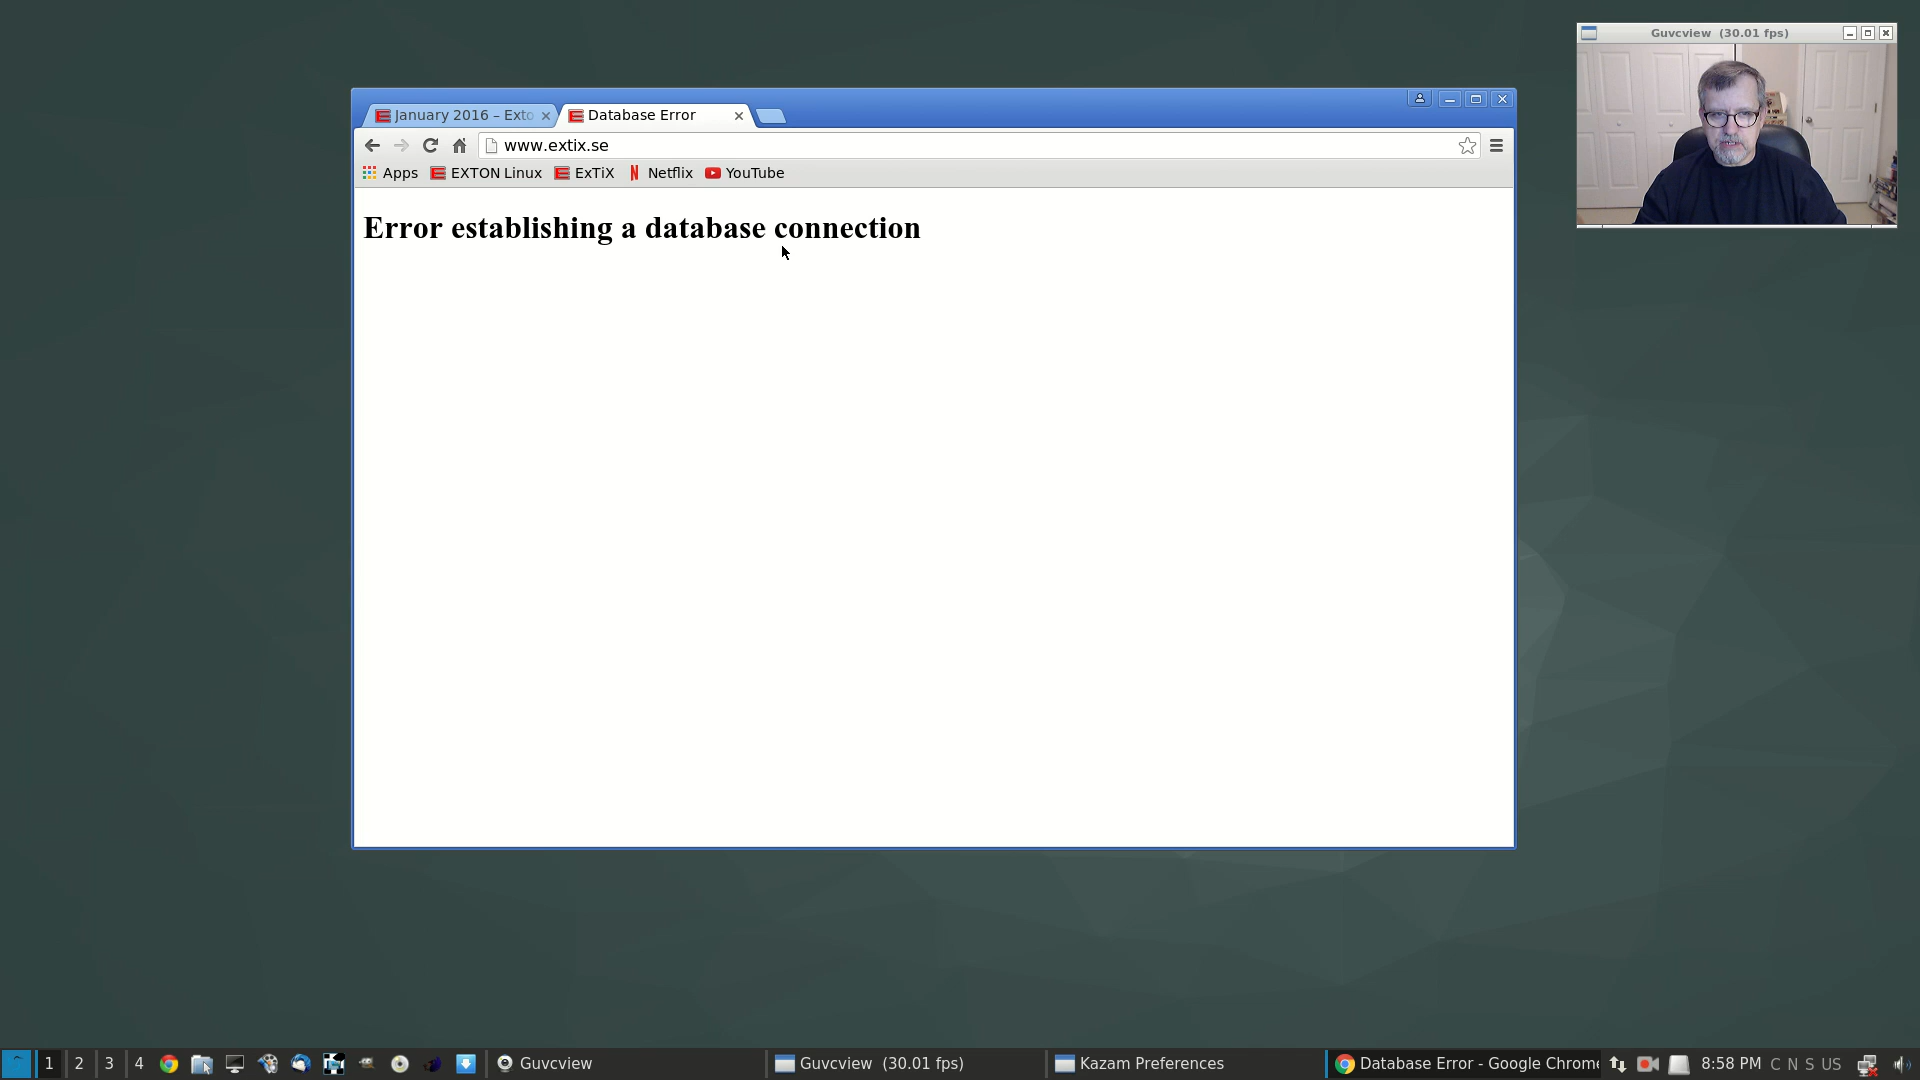 Guvcview (30.01 fps)
January 2016 – Exto
Database Error
www.extix.se
Apps
EXTON Linux
ExTiX
Netflix
YouTube
Error establishing a database connection
1 2 3 4
Guvcview
Guvcview (30.01 fps)
Kazam Preferences
Database Error - Google Chrome
8:58 PM
C N S US